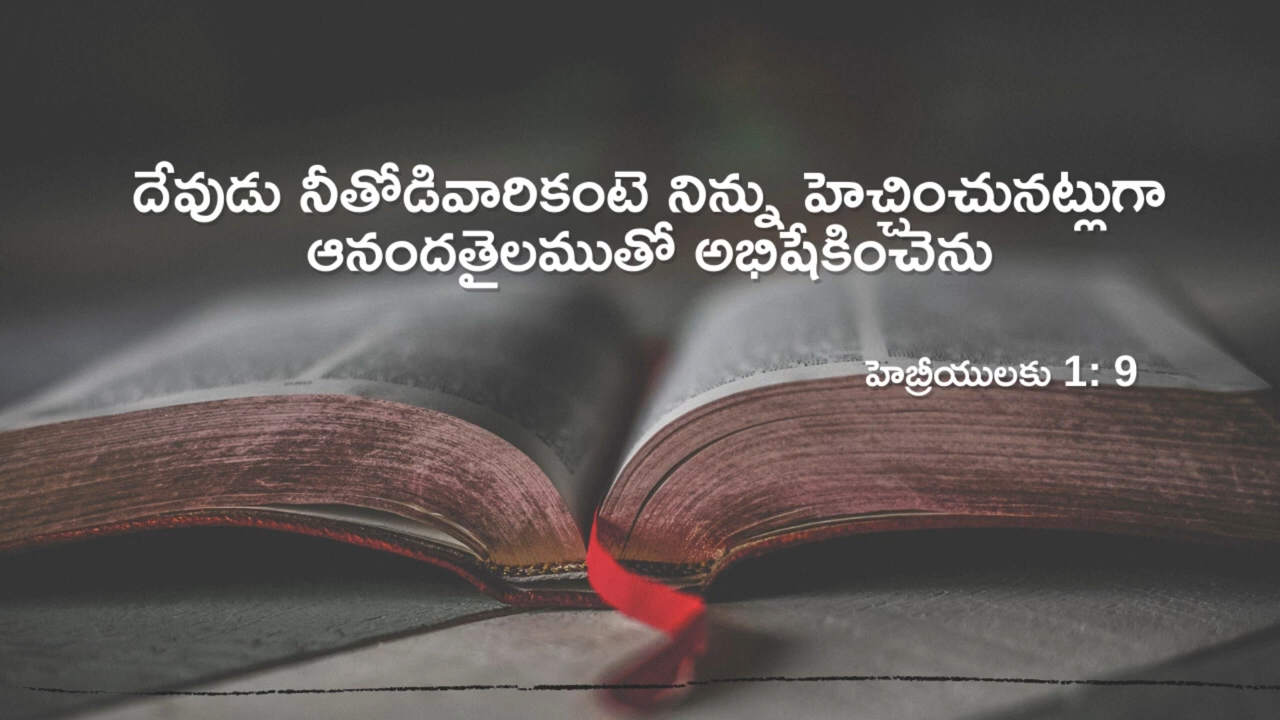 దేవుడు నీతోడివారికంటె నిన్ను హెచ్చించునట్లుగా
ఆనందతైలముతో అభిషేకించెను
హెబ్రీయులకు 1: 9